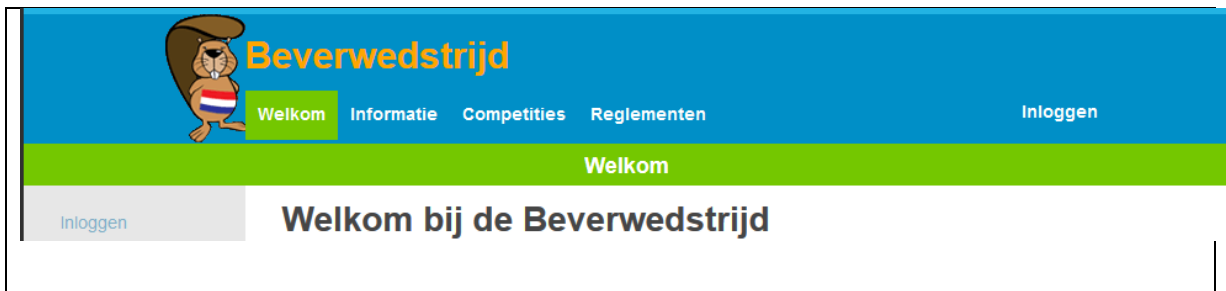 Beverwedstrijd
Welkom Informatie Competities Reglementen Inloggen
Welkom
Inloggen
Welkom bij de Beverwedstrijd